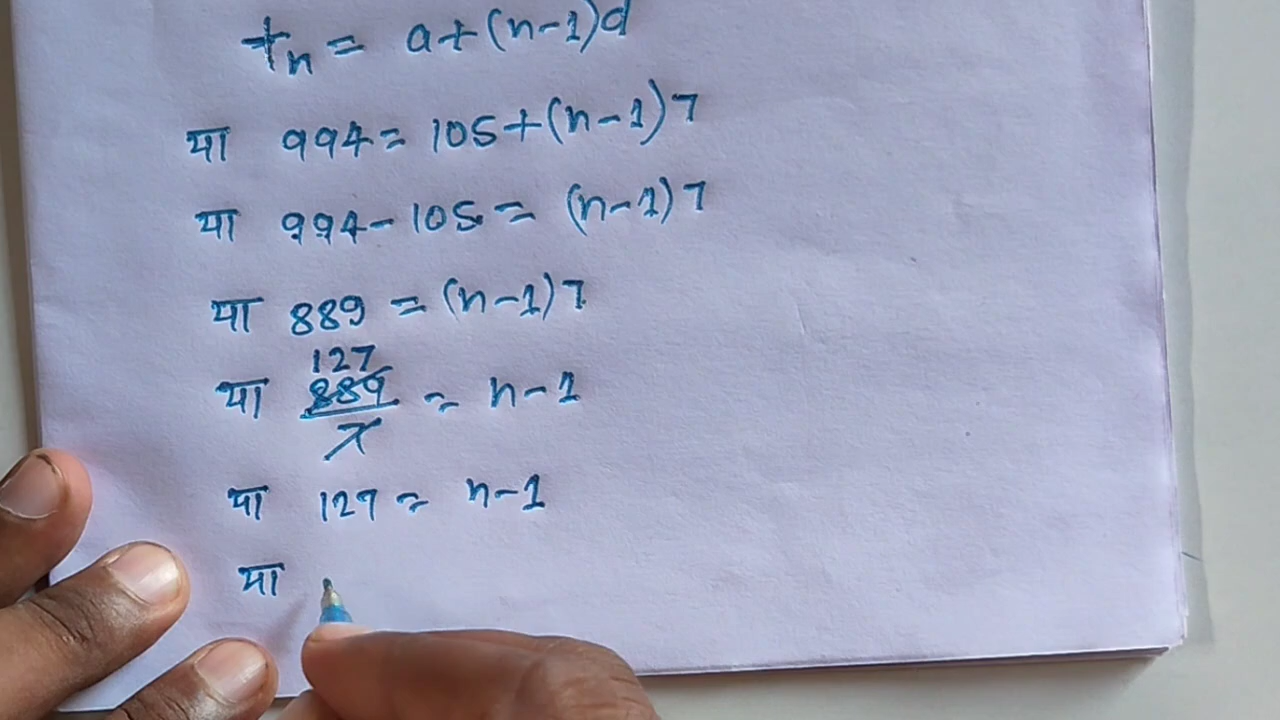 tn = a+(n-1)d
या 994 = 105+(n-1)7
या 994-105 = (n-1)7
या 889 = (n-1)7
127
या 889/7 = n-1
या 127 = n-1
या